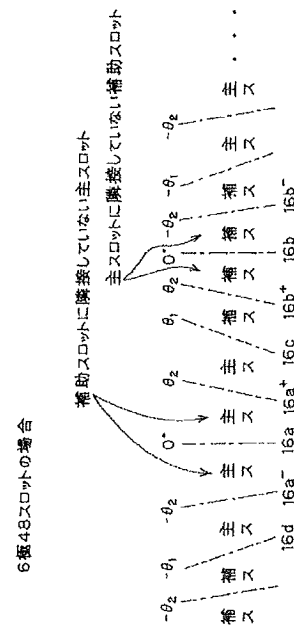 6極48スロットの場合
補助スロットに隣接していない主スロット
主スロットに隣接していない補助スロット
-θ₂ -θ₁ -θ₂ 0° θ₂ θ₁ θ₂ 0° -θ₂ -θ₁ -θ₂
補ス 補ス 主ス 主ス 主ス 主ス 補ス 補ス 補ス 補ス 主ス 主ス ・・・
16d 16a⁻ 16a 16a⁺ 16c 16b⁺ 16b 16b⁻